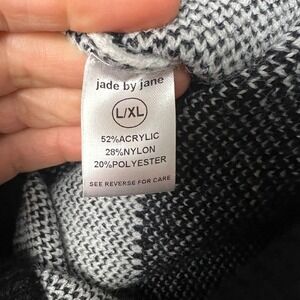 jade by jane
L/XL
52%ACRYLIC
28%NYLON
20%POLYESTER
SEE REVERSE FOR CARE